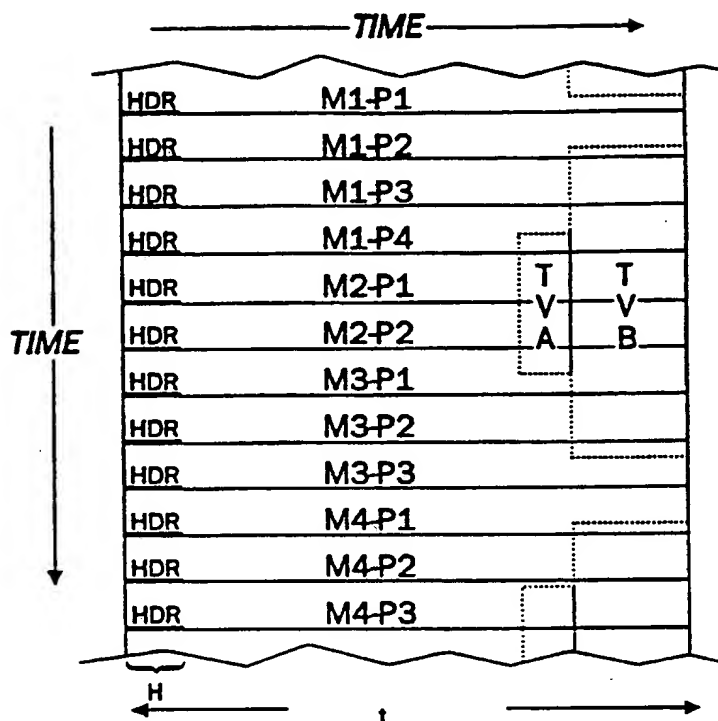 TIME
HDR M1-P1
HDR M1-P2
HDR M1-P3
HDR M1-P4
HDR M2-P1 T T
V V
TIME HDR M2-P2 A B
HDR M3-P1
HDR M3-P2
HDR M3-P3
HDR M4-P1
HDR M4-P2
HDR M4-P3
H
t